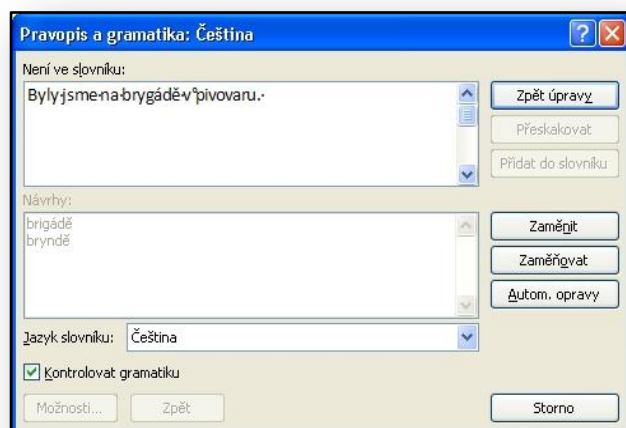 Pravopis a gramatika: Čeština
Není ve slovníku:
Byly·jsme·na·brygádě·v°pivovaru.·
Zpět úpravy
Přeskakovat
Přidat do slovníku
Návrhy:
brigádě
bryndě
Zaměnit
Zaměňovat
Autom. opravy
Jazyk slovníku: Čeština
Kontrolovat gramatiku
Možnosti... Zpět Storno